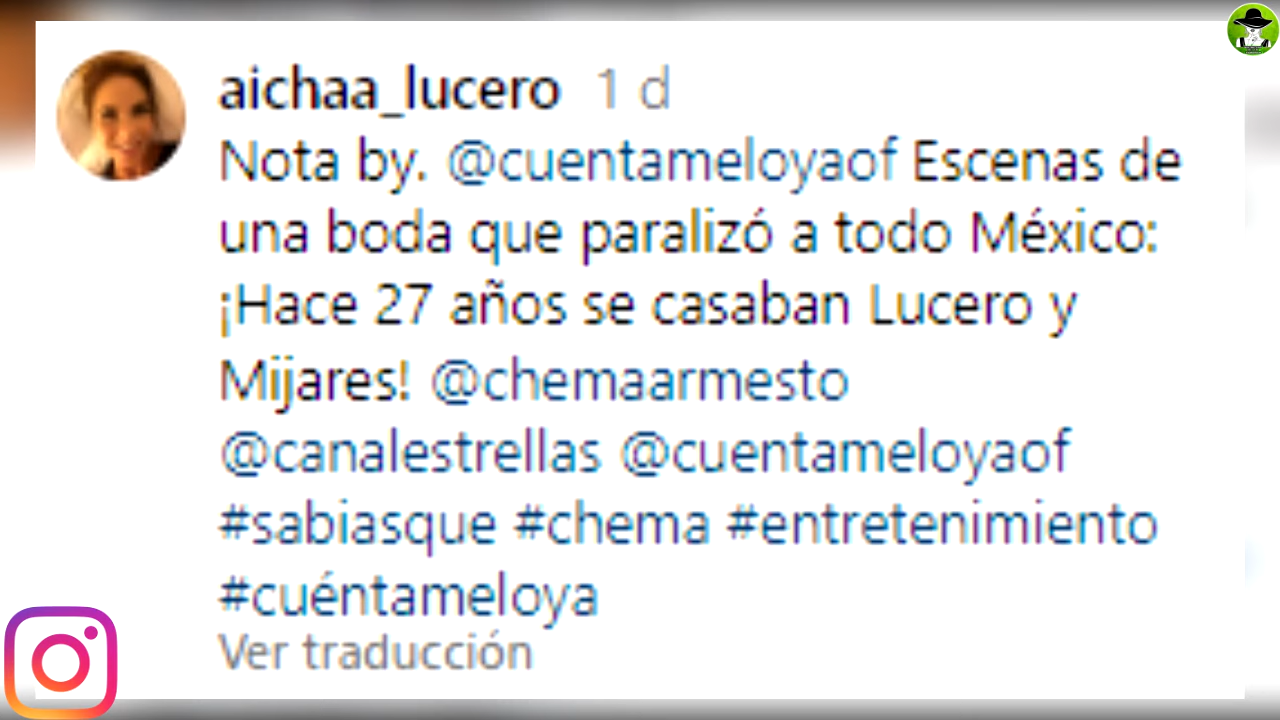 aichaa_lucero 1 d
Nota by. @cuentameloyaof Escenas de
una boda que paralizó a todo México:
¡Hace 27 años se casaban Lucero y
Mijares! @chemaarmesto
@canalestrellas @cuentameloyaof
#sabiasque #chema #entretenimiento
#cuéntameloya
Ver traducción